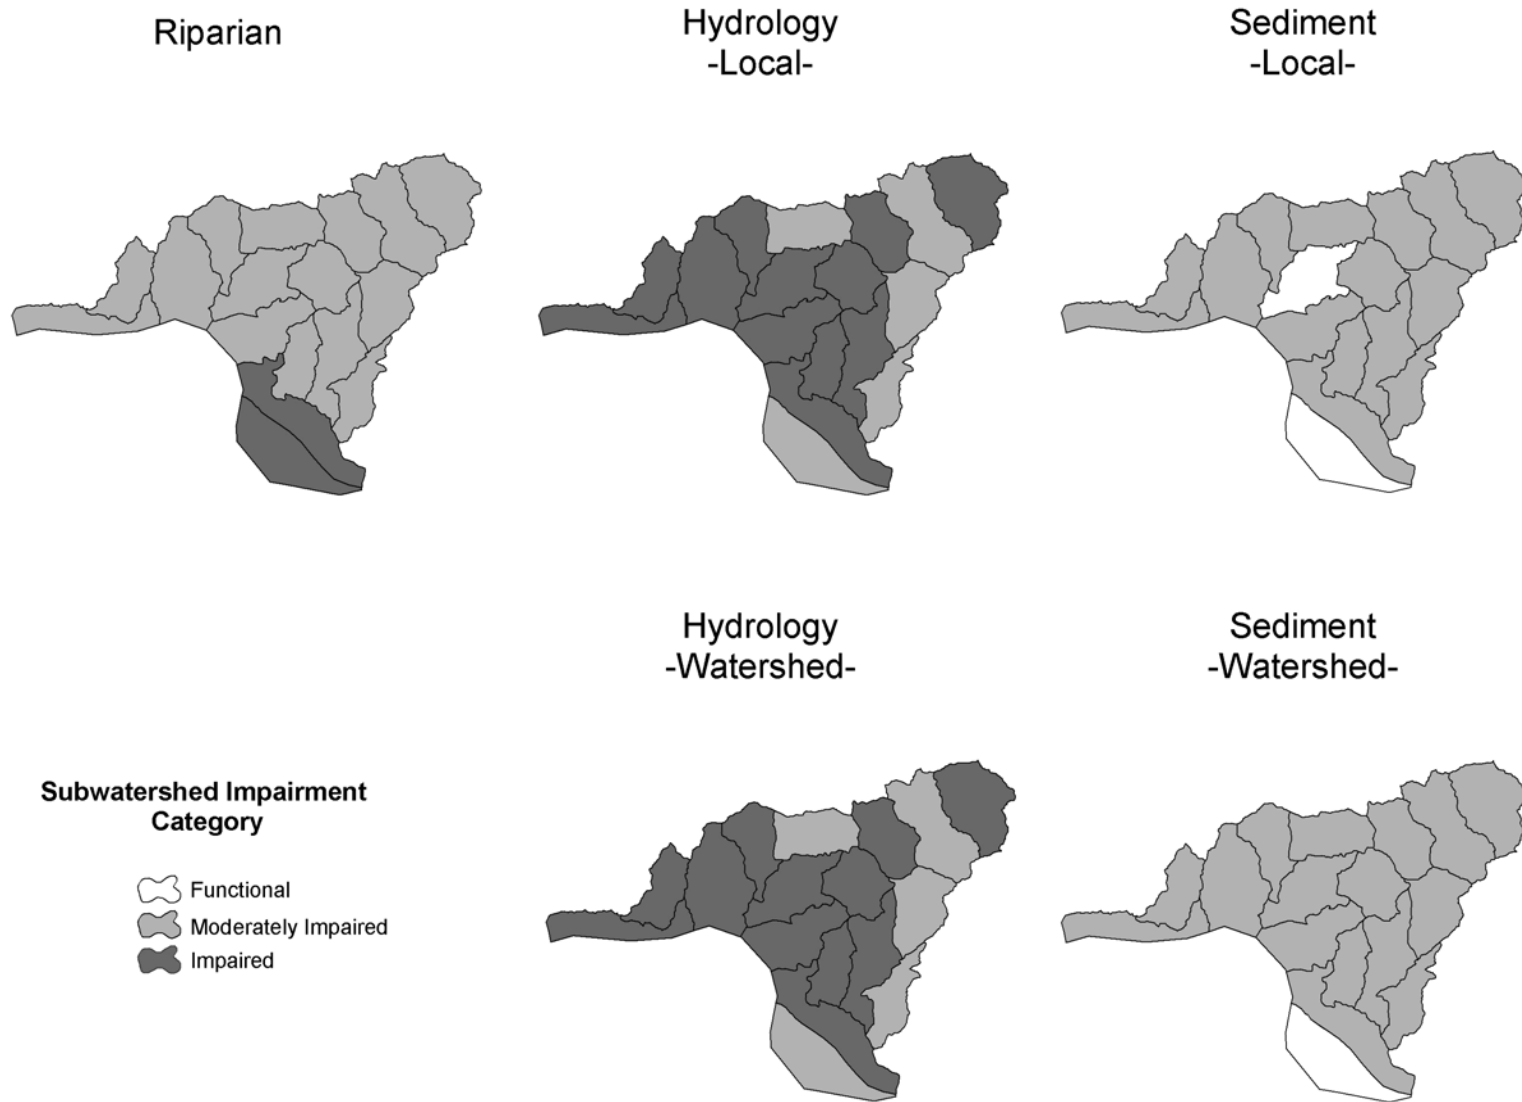 Riparian
Hydrology
-Local-
Sediment
-Local-
Hydrology
-Watershed-
Sediment
-Watershed-
Subwatershed Impairment
Category
Functional
Moderately Impaired
Impaired